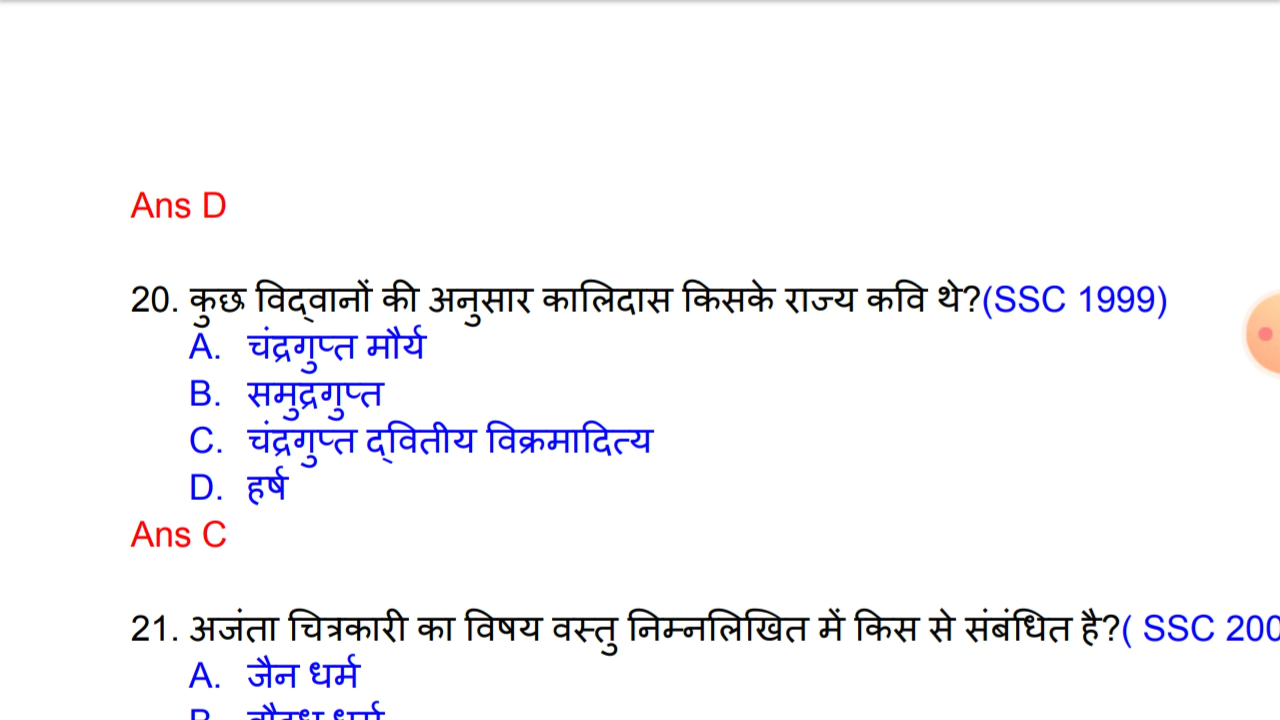 Ans D
20. कुछ विद्वानों की अनुसार कालिदास किसके राज्य कवि थे?(SSC 1999)
A. चंद्रगुप्त मौर्य
B. समुद्रगुप्त
C. चंद्रगुप्त द्वितीय विक्रमादित्य
D. हर्ष
Ans C
21. अजंता चित्रकारी का विषय वस्तु निम्नलिखित में किस से संबंधित है?( SSC 200
A. जैन धर्म
B. बौद्ध धर्म